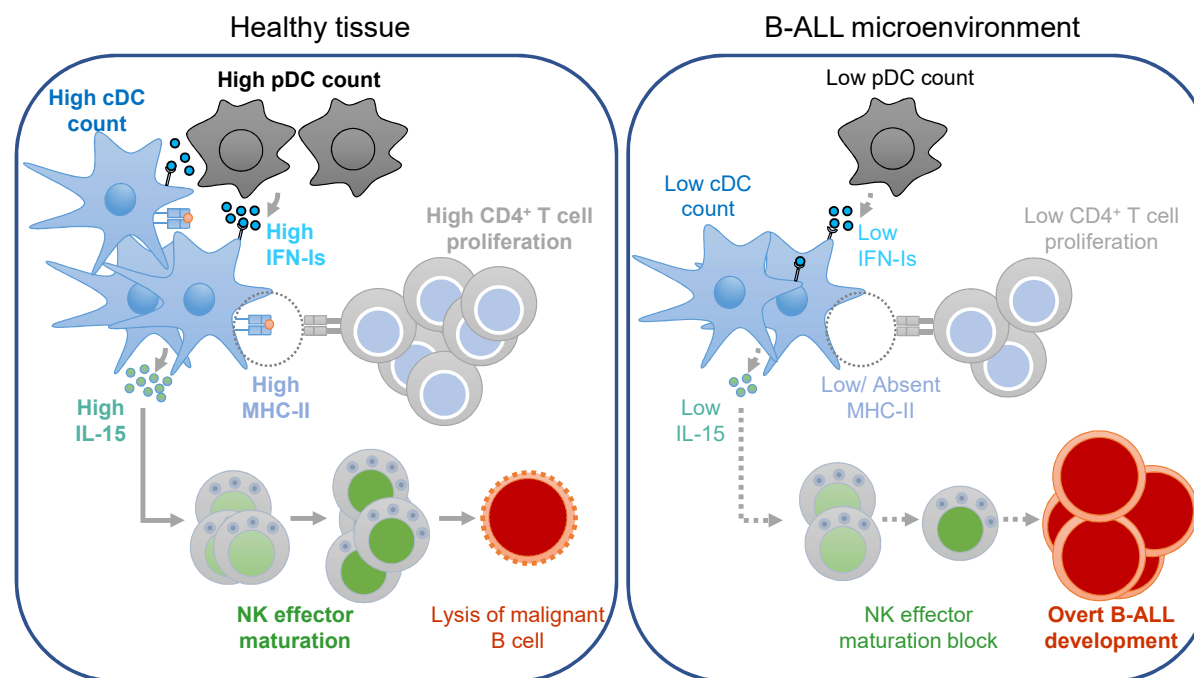 Healthy tissue
High pDC count
High cDC
count
High
IFN-Is
High CD4⁺ T cell
proliferation
High
MHC-II
High
IL-15
NK effector
maturation
Lysis of malignant
B cell
B-ALL microenvironment
Low pDC count
Low cDC
count
Low
IFN-Is
Low CD4⁺ T cell
proliferation
Low/ Absent
MHC-II
Low
IL-15
NK effector
maturation block
Overt B-ALL
development